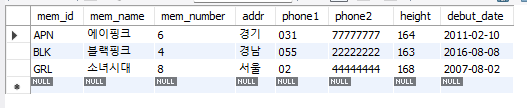 mem_id mem_name mem_number addr phone1 phone2 height debut_date
APN 에이핑크 6 경기 031 77777777 164 2011-02-10
BLK 블랙핑크 4 경남 055 22222222 163 2016-08-08
GRL 소녀시대 8 서울 02 44444444 168 2007-08-02
NULL NULL NULL NULL NULL NULL NULL NULL